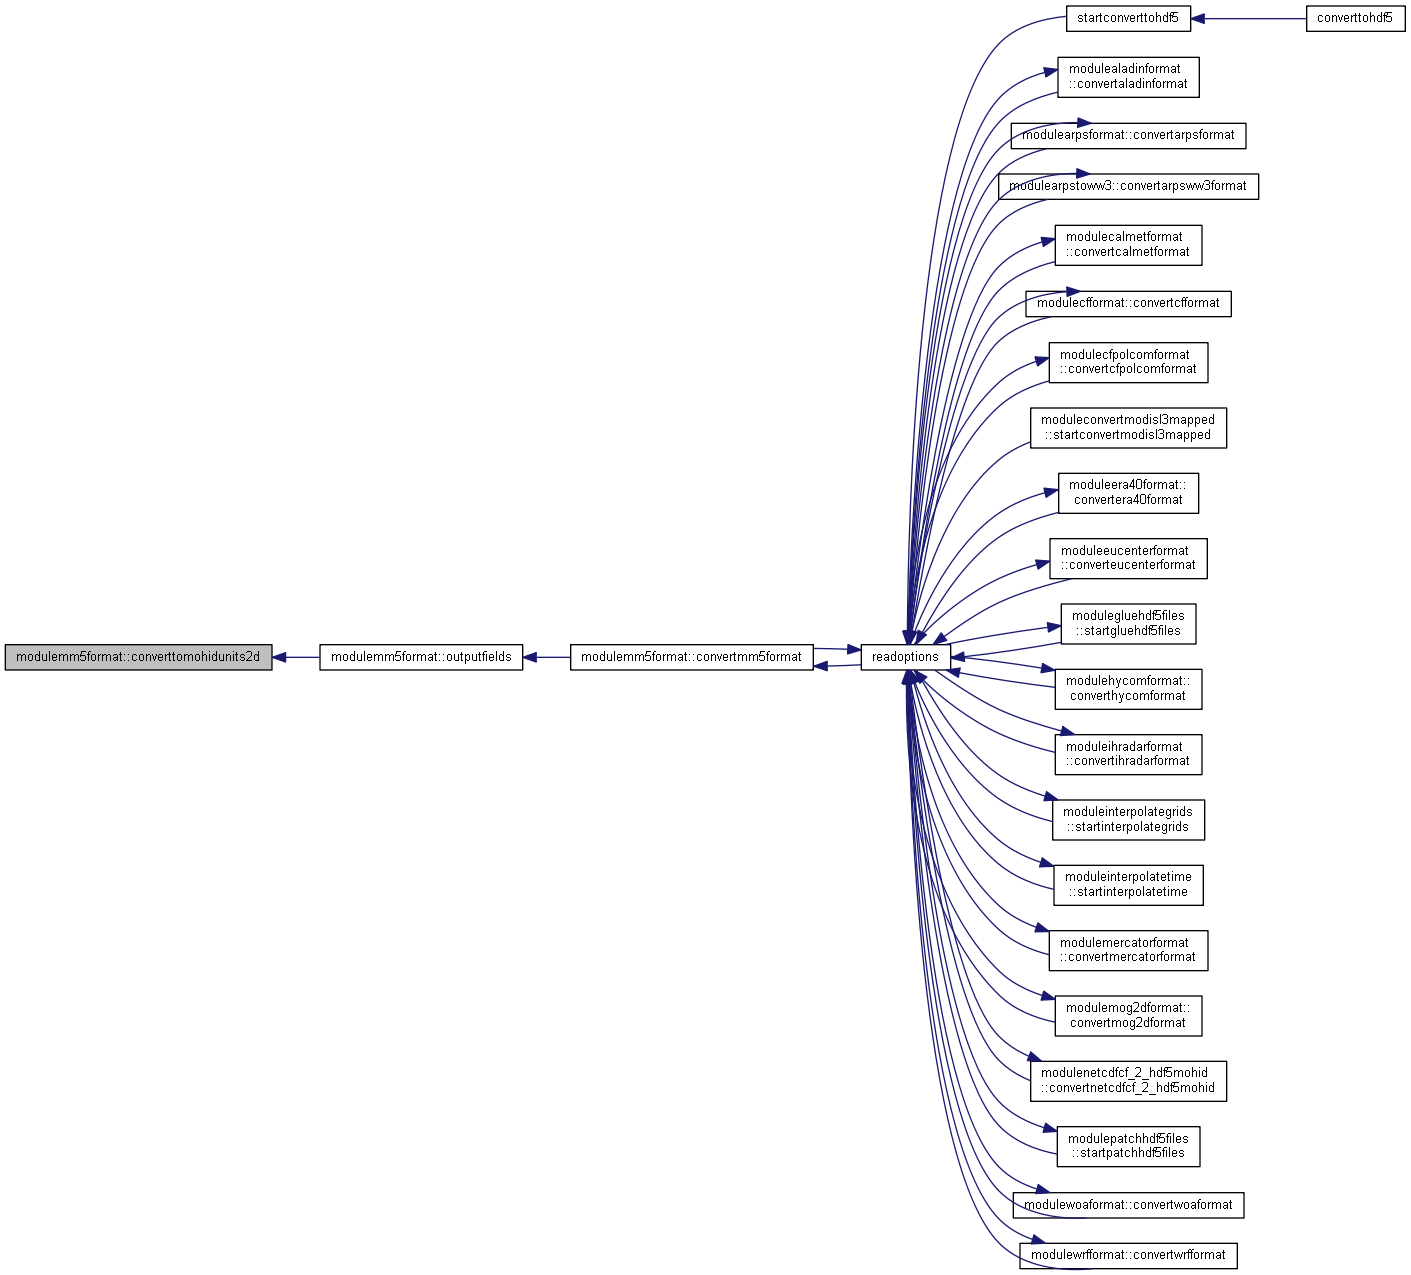 startconverttohdf5
converttohdf5
modulealadinformat
::convertaladinformat
modulearpsformat::convertarpsformat
modulearpstoww3::convertarpsww3format
modulecalmetformat
::convertcalmetformat
modulecfformat::convertcfformat
modulecfpolcomformat
::convertcfpolcomformat
moduleconvertmodisl3mapped
::startconvertmodisl3mapped
moduleera40format::
convertera40format
moduleeucenterformat
::converteucenterformat
modulegluehdf5files
::startgluehdf5files
modulemm5format::converttomohidunits2d
modulemm5format::outputfields
modulemm5format::convertmm5format
readoptions
modulehycomformat::
converthycomformat
moduleihradarformat
::convertihradarformat
moduleinterpolategrids
::startinterpolategrids
moduleinterpolatetime
::startinterpolatetime
modulemercatorformat
::convertmercatorformat
modulemog2dformat::
convertmog2dformat
modulenetcdfcf_2_hdf5mohid
::convertnetcdfcf_2_hdf5mohid
modulepatchhdf5files
::startpatchhdf5files
modulewoaformat::convertwoaformat
modulewrfformat::convertwrfformat